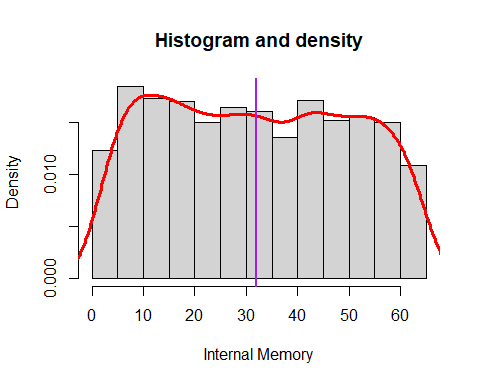 Histogram and density
Density
0.010
0.000
0 10 20 30 40 50 60
Internal Memory